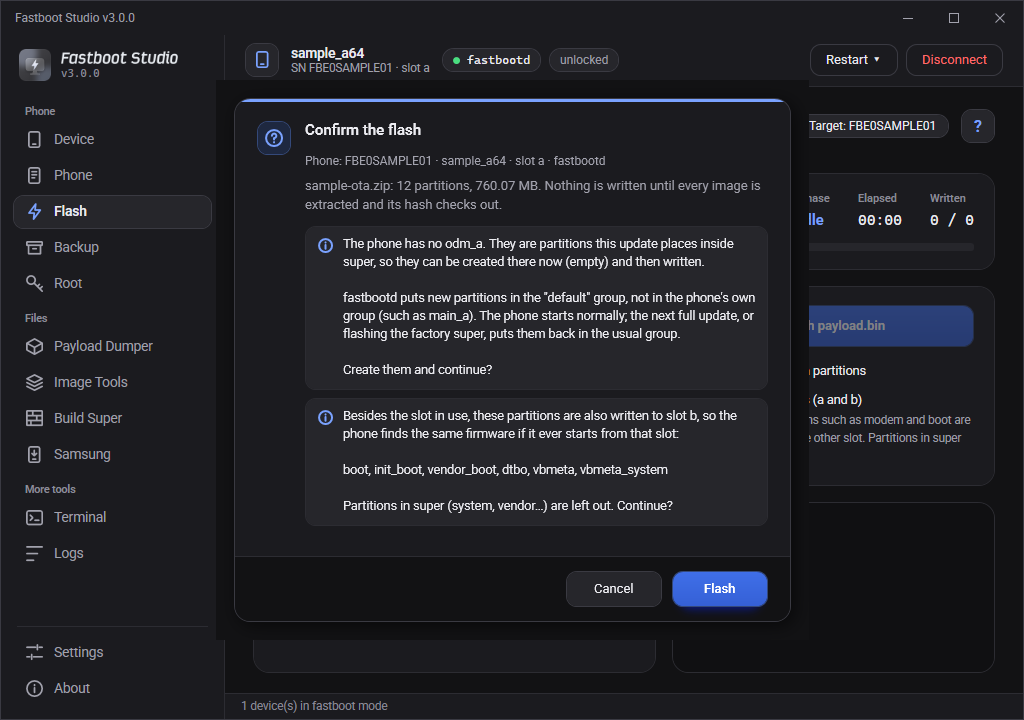 Fastboot Studio v3.0.0
Fastboot Studio
v3.0.0
sample_a64
SN FBE0SAMPLE01 · slot a
fastbootd
unlocked
Restart
Disconnect
Phone
Device
Phone
Flash
Backup
Root
Files
Payload Dumper
Image Tools
Build Super
Samsung
More tools
Terminal
Logs
Settings
About
Target: FBE0SAMPLE01
?
Elapsed
Written
00:00
0 / 0
payload.bin
partitions
(a and b)
such as modem and boot are
other slot. Partitions in super
Confirm the flash
Phone: FBE0SAMPLE01 · sample_a64 · slot a · fastbootd
sample-ota.zip: 12 partitions, 760.07 MB. Nothing is written until every image is
extracted and its hash checks out.
The phone has no odm_a. They are partitions this update places inside
super, so they can be created there now (empty) and then written.
fastbootd puts new partitions in the "default" group, not in the phone's own
group (such as main_a). The phone starts normally; the next full update, or
flashing the factory super, puts them back in the usual group.
Create them and continue?
Besides the slot in use, these partitions are also written to slot b, so the
phone finds the same firmware if it ever starts from that slot:
boot, init_boot, vendor_boot, dtbo, vbmeta, vbmeta_system
Partitions in super (system, vendor...) are left out. Continue?
Cancel
Flash
1 device(s) in fastboot mode